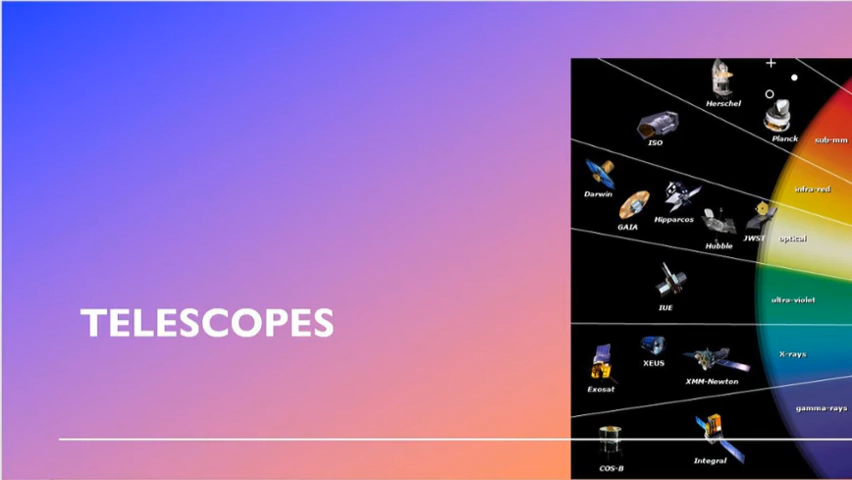 TELESCOPES
Herschel
Planck
sub-mm
ISO
infra-red
Darwin
GAIA
Hipparcos
Hubble
JWST
optical
IUE
ultra-violet
Exosat
XEUS
XMM-Newton
X-rays
COS-B
Integral
gamma-rays